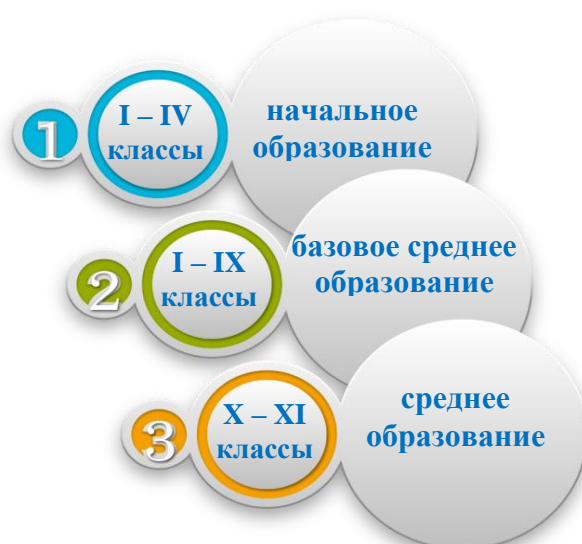 1
I – IV
классы
начальное
образование
2
I – IX
классы
базовое среднее
образование
3
X – XI
классы
среднее
образование